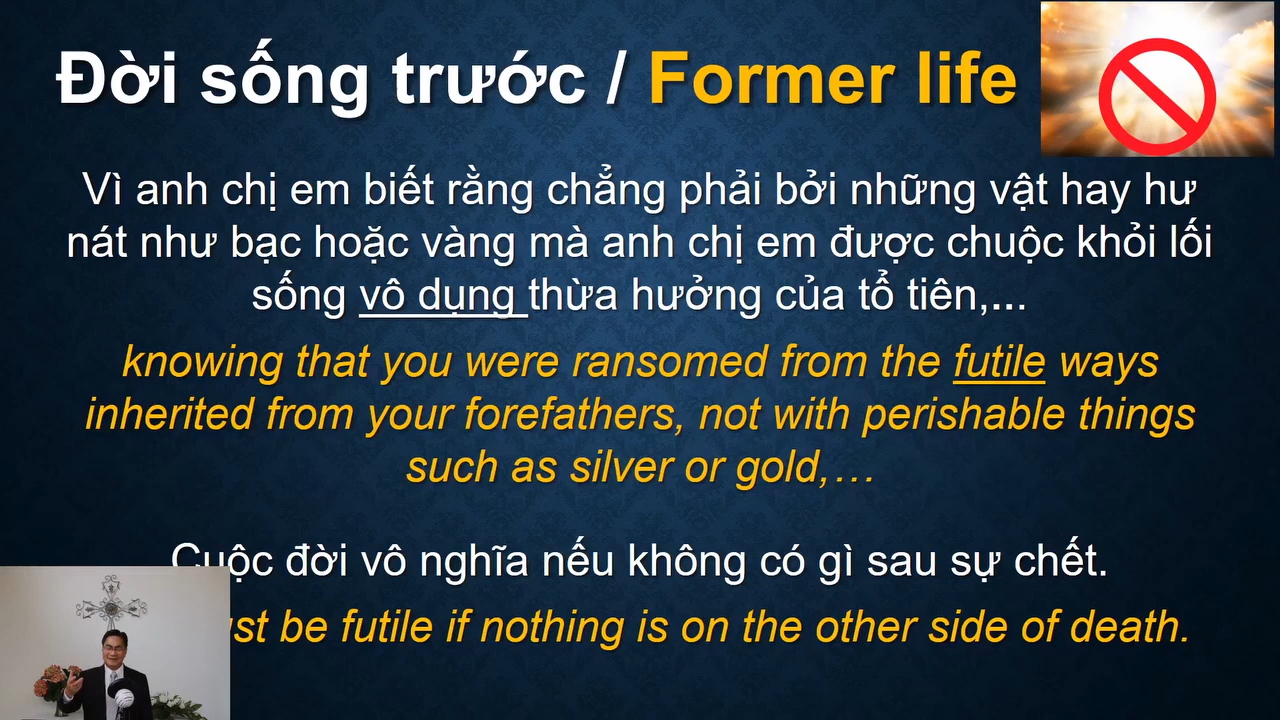 Đời sống trước / Former life
Vì anh chị em biết rằng chẳng phải bởi những vật hay hư
nát như bạc hoặc vàng mà anh chị em được chuộc khỏi lối
sống vô dụng thừa hưởng của tổ tiên,...
knowing that you were ransomed from the futile ways
inherited from your forefathers, not with perishable things
such as silver or gold,…
Cuộc đời vô nghĩa nếu không có gì sau sự chết.
be futile if nothing is on the other side of death.